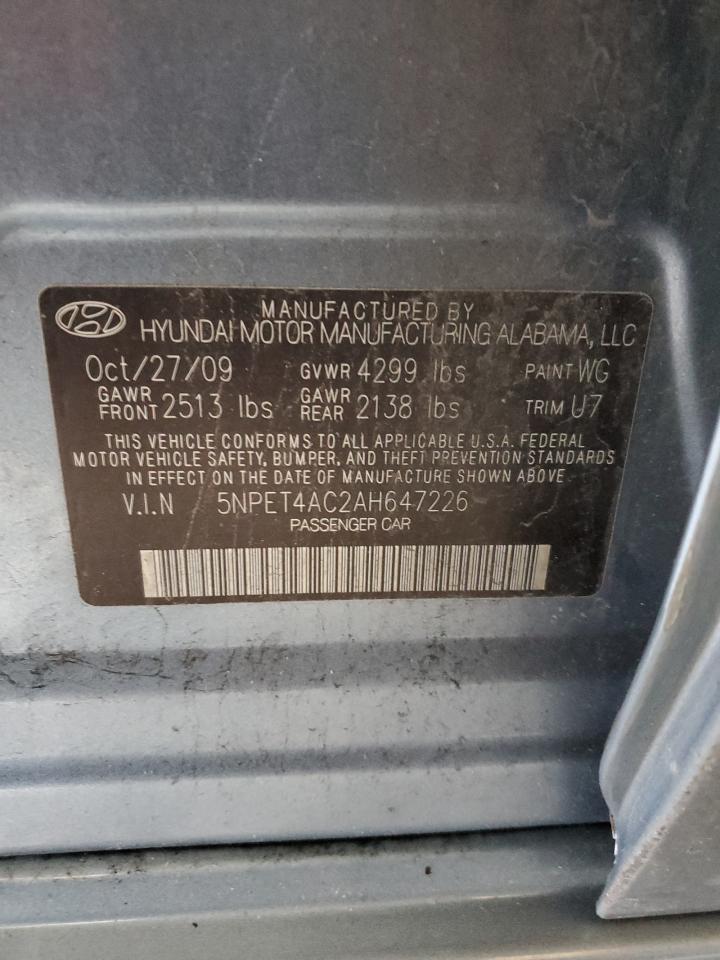 MANUFACTURED BY
HYUNDAI MOTOR MANUFACTURING ALABAMA, LLC
Oct/27/09 GVWR 4299 lbs PAINT WG
GAWR FRONT 2513 lbs GAWR REAR 2138 lbs TRIM U7
THIS VEHICLE CONFORMS TO ALL APPLICABLE U.S.A. FEDERAL
MOTOR VEHICLE SAFETY, BUMPER, AND THEFT PREVENTION STANDARDS
IN EFFECT ON THE DATE OF MANUFACTURE SHOWN ABOVE
V.I.N 5NPET4AC2AH647226
PASSENGER CAR